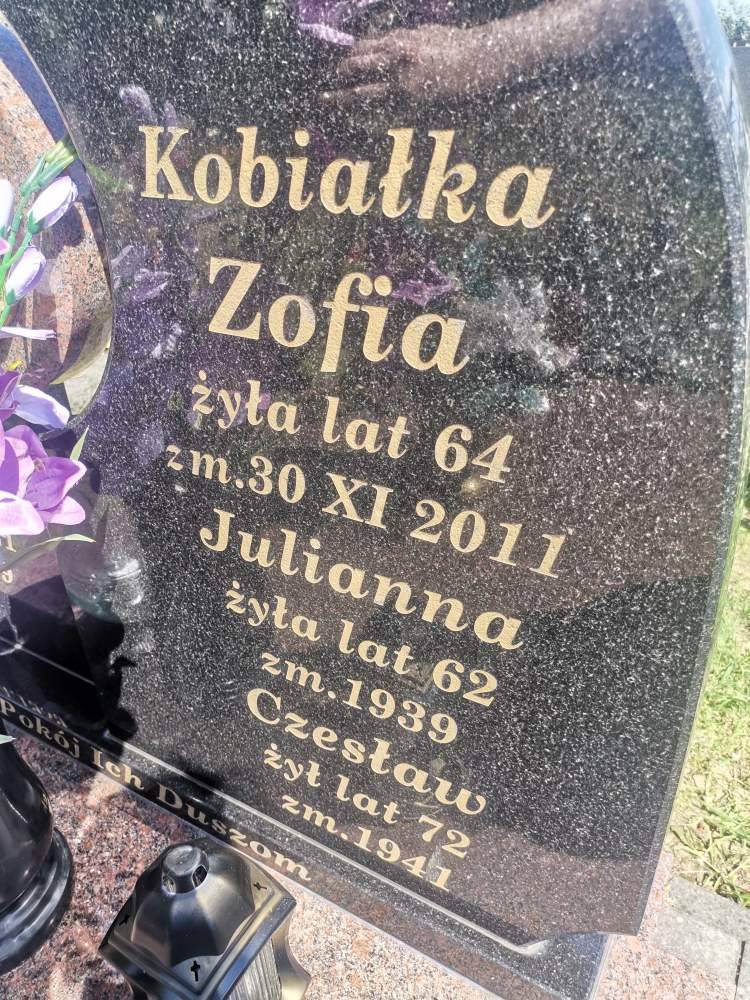 Kobiałka
Zofia
żyła lat 64
zm.30 XI 2011
Julianna
żyła lat 62
zm.1939
Czesław
żył lat 72
zm.1941
Pokój Ich Duszom